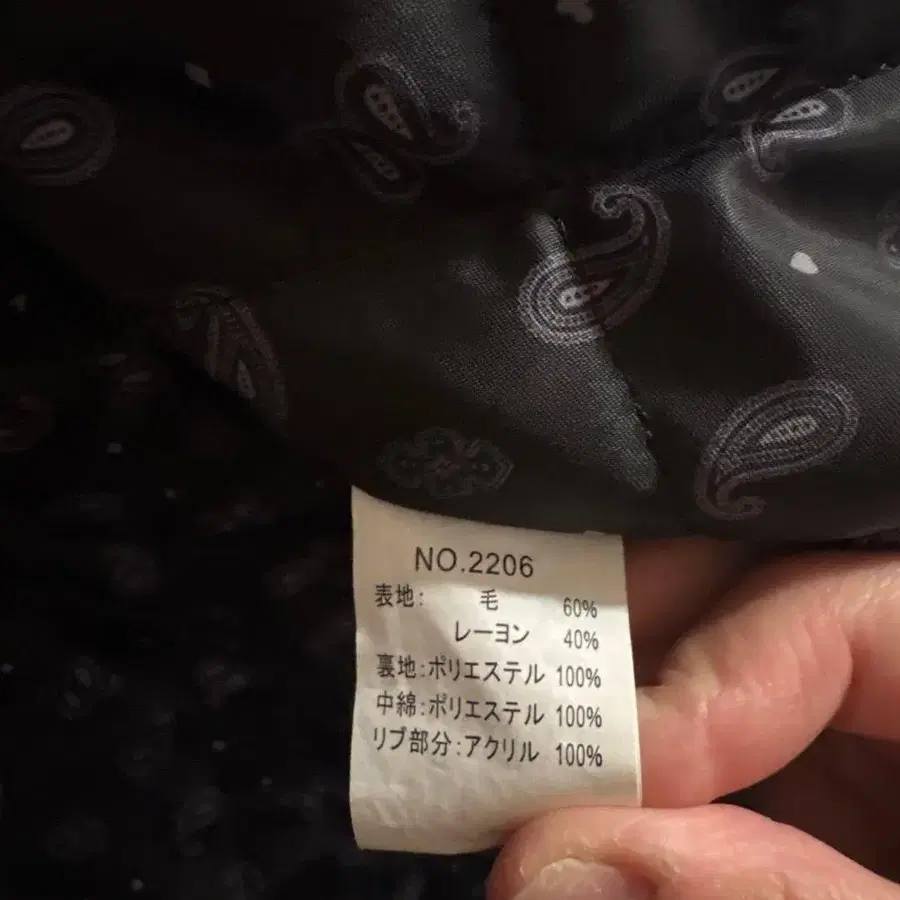 NO.2206
表地: 毛 60%
レーヨン 40%
裏地:ポリエステル 100%
中綿:ポリエステル 100%
リブ部分:アクリル 100%